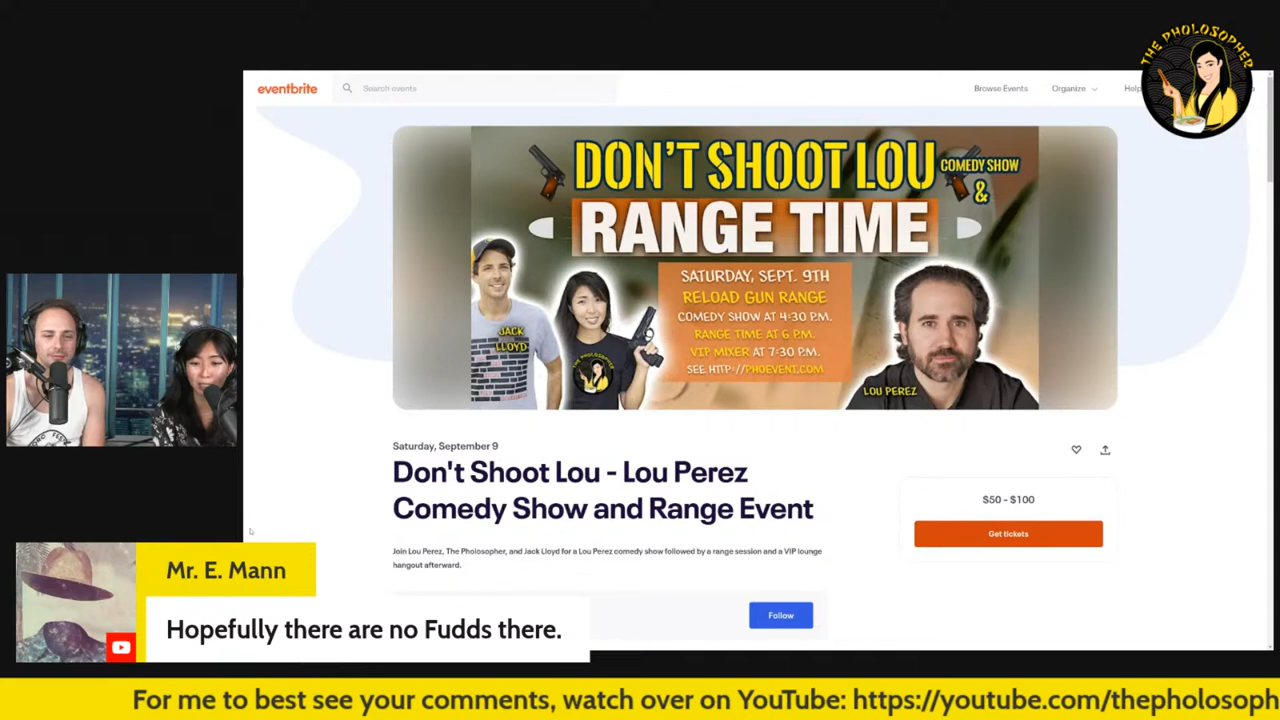 THE PHOLOSOPHER
eventbrite
Search events
Browse Events
Organize
Help
DON'T SHOOT LOU
COMEDY SHOW
&
RANGE TIME
SATURDAY, SEPT. 9TH
RELOAD GUN RANGE
COMEDY SHOW AT 4:30 P.M.
RANGE TIME AT 6 P.M.
VIP MIXER AT 7:30 P.M.
SEE HTTP://PHOEVENT.COM
JACK
LLOYD
THE PHOLOSOPHER
LOU PEREZ
Saturday, September 9
Don't Shoot Lou - Lou Perez
Comedy Show and Range Event
$50 – $100
Get tickets
Join Lou Perez, The Pholosopher, and Jack Lloyd for a Lou Perez comedy show followed by a range session and a VIP lounge
hangout afterward.
Follow
Mr. E. Mann
Hopefully there are no Fudds there.
For me to best see your comments, watch over on YouTube: https://youtube.com/thepholosoph